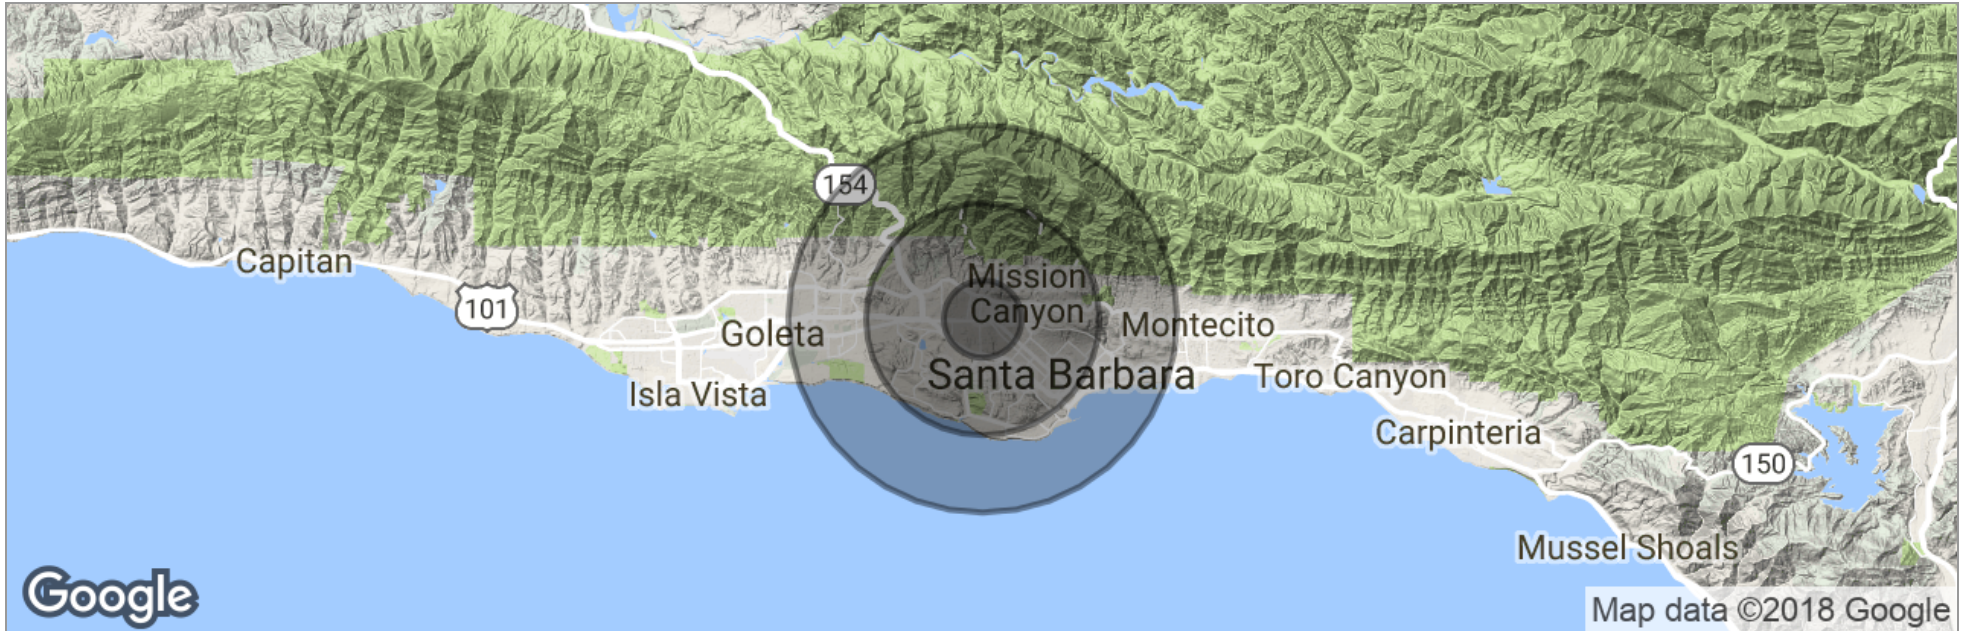 154
Capitan
Mission
Canyon
101
Goleta
Montecito
Santa Barbara
Toro Canyon
Isla Vista
Carpinteria
150
Mussel Shoals
Google
Map data ©2018 Google